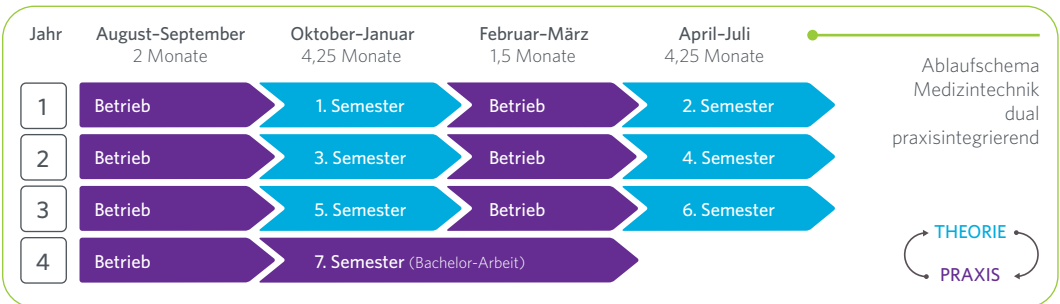 Jahr August–September Oktober–Januar Februar–März April–Juli
2 Monate 4,25 Monate 1,5 Monate 4,25 Monate
Ablaufschema
Medizintechnik
dual
praxisintegrierend
1 Betrieb 1. Semester Betrieb 2. Semester
2 Betrieb 3. Semester Betrieb 4. Semester
3 Betrieb 5. Semester Betrieb 6. Semester
4 Betrieb 7. Semester (Bachelor-Arbeit)
THEORIE
PRAXIS